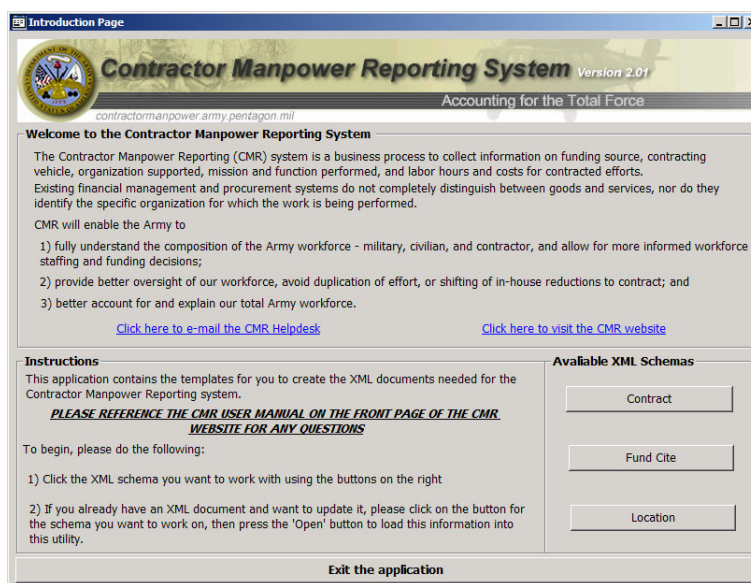 Introduction Page
Contractor Manpower Reporting System Version 2.01
Accounting for the Total Force
contractormanpower.army.pentagon.mil
Welcome to the Contractor Manpower Reporting System
The Contractor Manpower Reporting (CMR) system is a business process to collect information on funding source, contracting
vehicle, organization supported, mission and function performed, and labor hours and costs for contracted efforts.
Existing financial management and procurement systems do not completely distinguish between goods and services, nor do they
identify the specific organization for which the work is being performed.
CMR will enable the Army to
1) fully understand the composition of the Army workforce - military, civilian, and contractor, and allow for more informed workforce
staffing and funding decisions;
2) provide better oversight of our workforce, avoid duplication of effort, or shifting of in-house reductions to contract; and
3) better account for and explain our total Army workforce.
Click here to e-mail the CMR Helpdesk
Click here to visit the CMR website
Instructions
This application contains the templates for you to create the XML documents needed for the
Contractor Manpower Reporting system.
PLEASE REFERENCE THE CMR USER MANUAL ON THE FRONT PAGE OF THE CMR
WEBSITE FOR ANY QUESTIONS
To begin, please do the following:
1) Click the XML schema you want to work with using the buttons on the right
2) If you already have an XML document and want to update it, please click on the button for
the schema you want to work on, then press the 'Open' button to load this information into
this utility.
Avaliable XML Schemas
Contract
Fund Cite
Location
Exit the application